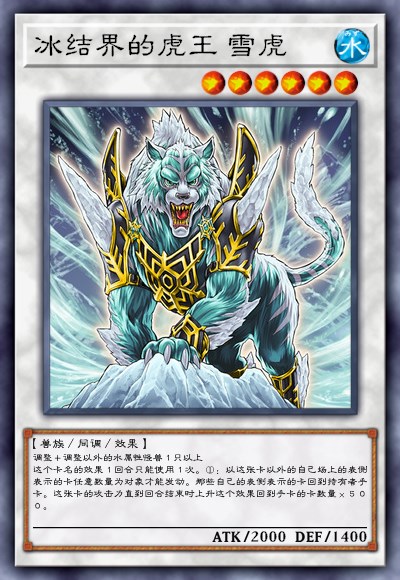 冰结界的虎王 雪虎
水
【兽族／同调／效果】
调整＋调整以外的水属性怪兽１只以上
这个卡名的效果１回合只能使用１次。①：以这张卡以外的自己场上的表侧
表示的卡任意数量为对象才能发动。那些自己的表侧表示的卡回到持有者手
卡。这张卡的攻击力直到回合结束时上升这个效果回到手卡的卡数量×５０
０。
ATK/2000 DEF/1400